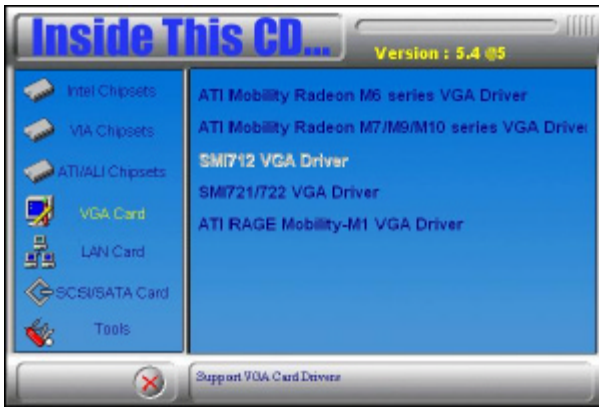 Inside This CD...
Version : 5.4 @5
Intel Chipsets
VIA Chipsets
ATI/ALI Chipsets
VGA Card
LAN Card
SCSI/SATA Card
Tools
ATI Mobility Radeon M6 series VGA Driver
ATI Mobility Radeon M7/M9/M10 series VGA Driver
SMI712 VGA Driver
SMI721/722 VGA Driver
ATI RAGE Mobility-M1 VGA Driver
Support VGA Card Drivers